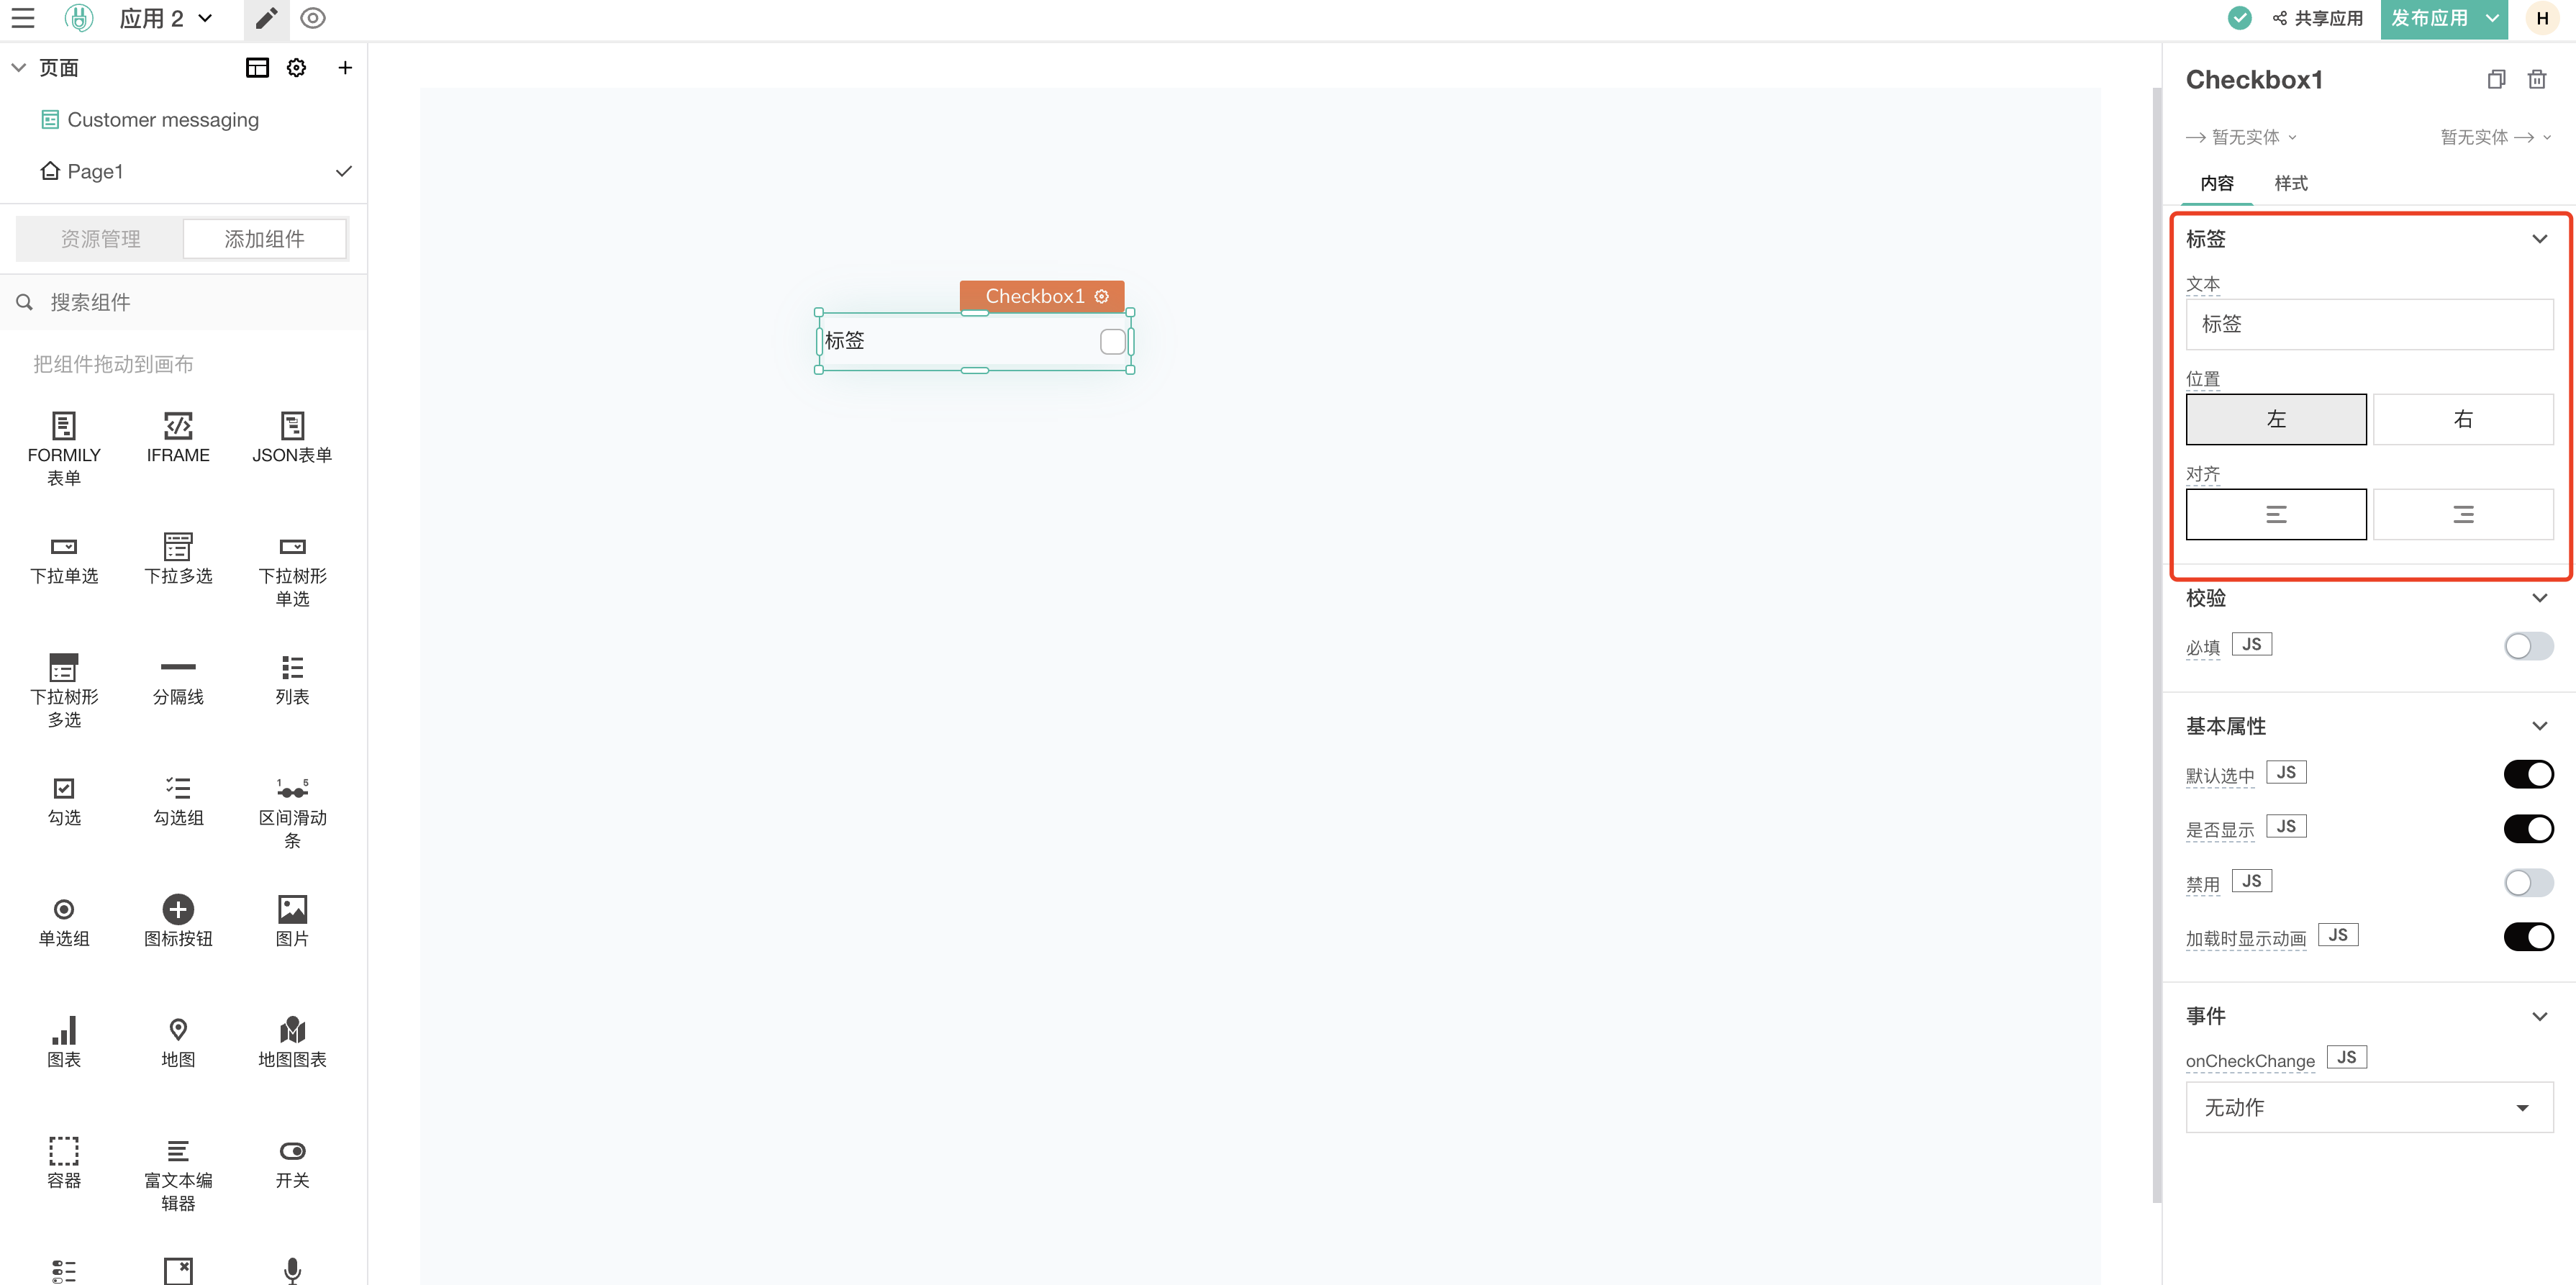 应用 2
共享应用
发布应用
H
页面
Customer messaging
Page1
资源管理
添加组件
搜索组件
把组件拖动到画布
FORMILY
表单
IFRAME
JSON表单
下拉单选
下拉多选
下拉树形
单选
下拉树形
多选
分隔线
列表
勾选
勾选组
1 5
区间滑动
条
单选组
图标按钮
图片
图表
地图
地图图表
容器
富文本编
辑器
开关
Checkbox1
标签
Checkbox1
暂无实体
暂无实体
内容
样式
标签
文本
标签
位置
左
右
对齐
校验
必填
JS
基本属性
默认选中
JS
是否显示
JS
禁用
JS
加载时显示动画
JS
事件
onCheckChange
JS
无动作